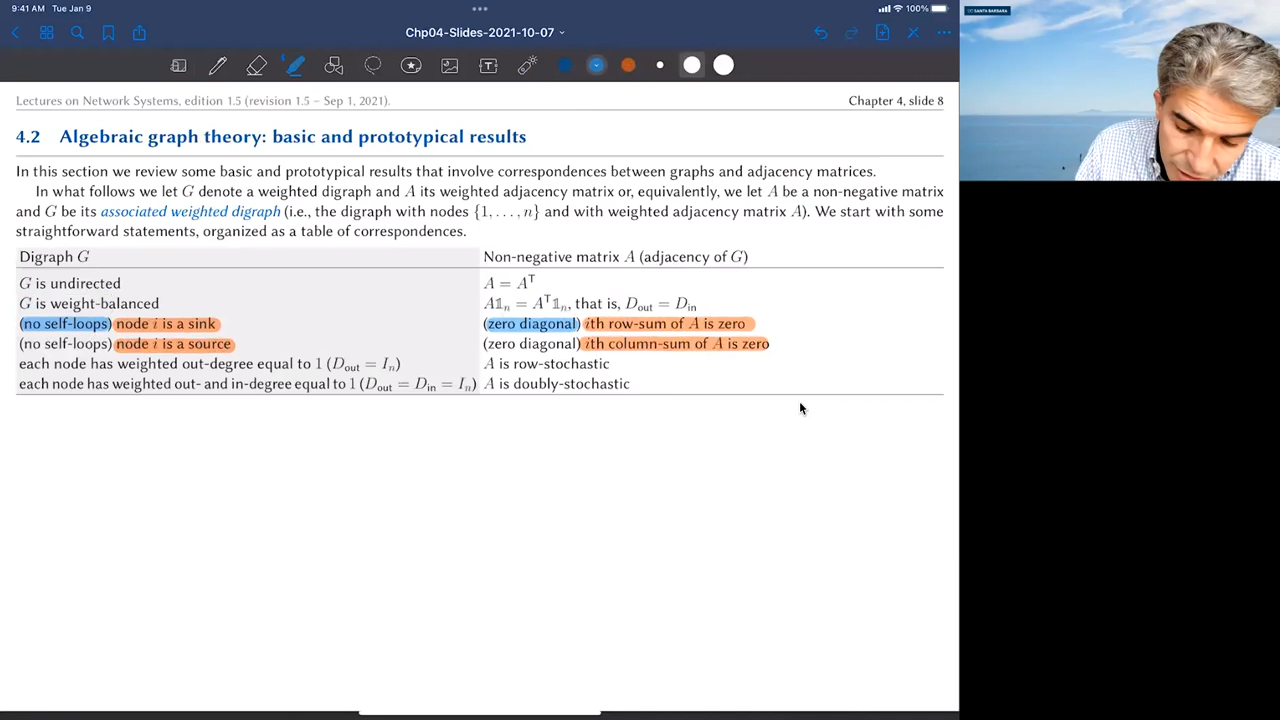 9:41 AM Tue Jan 9
100%
Chp04-Slides-2021-10-07
UC SANTA BARBARA
Lectures on Network Systems, edition 1.5 (revision 1.5 – Sep 1, 2021).
Chapter 4, slide 8
4.2 Algebraic graph theory: basic and prototypical results
In this section we review some basic and prototypical results that involve correspondences between graphs and adjacency matrices.
In what follows we let G denote a weighted digraph and A its weighted adjacency matrix or, equivalently, we let A be a non-negative matrix
and G be its associated weighted digraph (i.e., the digraph with nodes {1, . . . , n} and with weighted adjacency matrix A). We start with some
straightforward statements, organized as a table of correspondences.
Digraph G Non-negative matrix A (adjacency of G)
G is undirected A = Aᵀ
G is weight-balanced A𝟙ₙ = Aᵀ𝟙ₙ, that is, D_out = D_in
(no self-loops) node i is a sink (zero diagonal) ith row-sum of A is zero
(no self-loops) node i is a source (zero diagonal) ith column-sum of A is zero
each node has weighted out-degree equal to 1 (D_out = Iₙ) A is row-stochastic
each node has weighted out- and in-degree equal to 1 (D_out = D_in = Iₙ) A is doubly-stochastic